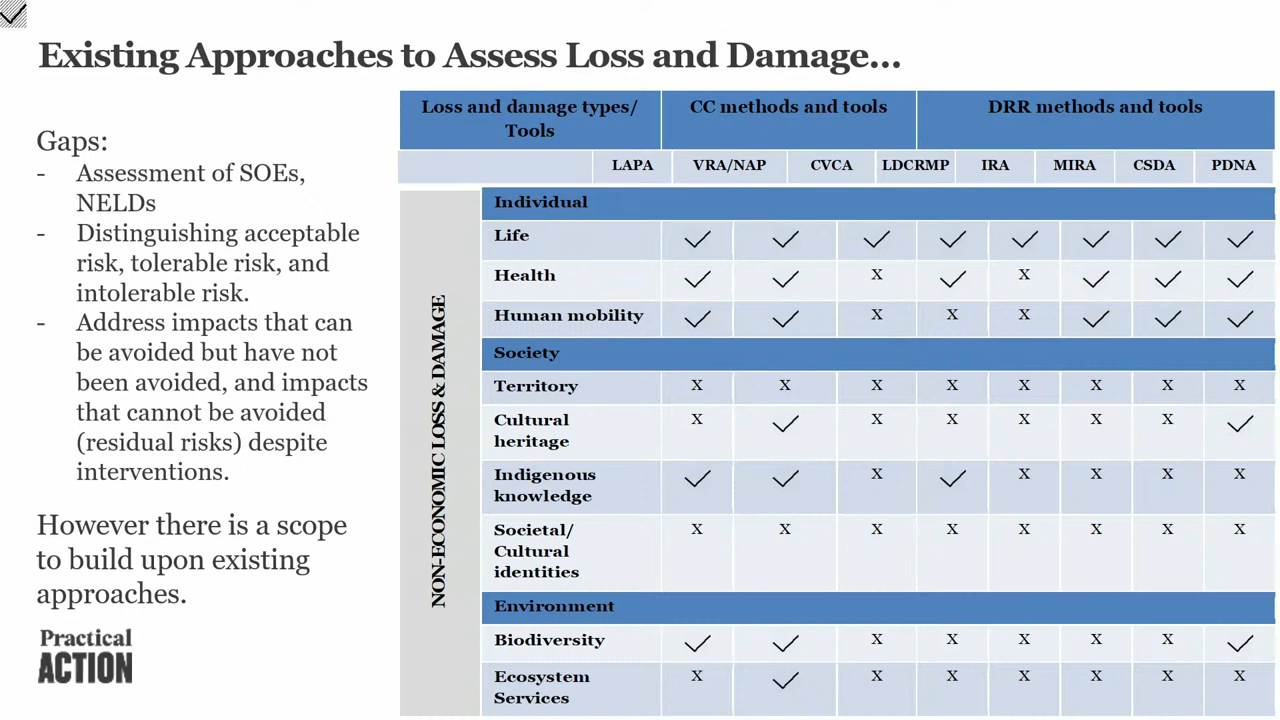 Existing Approaches to Assess Loss and Damage...
Gaps:
- Assessment of SOEs,
NELDs
- Distinguishing acceptable
risk, tolerable risk, and
intolerable risk.
- Address impacts that can
be avoided but have not
been avoided, and impacts
that cannot be avoided
(residual risks) despite
interventions.
However there is a scope
to build upon existing
approaches.
Practical
ACTION
Loss and damage types/
Tools
CC methods and tools
DRR methods and tools
LAPA VRA/NAP CVCA LDCRMP IRA MIRA CSDA PDNA
NON-ECONOMIC LOSS & DAMAGE
Individual
Life ✓ ✓ ✓ ✓ ✓ ✓ ✓ ✓
Health ✓ ✓ x ✓ x ✓ ✓ ✓
Human mobility ✓ ✓ x x x ✓ ✓ ✓
Society
Territory x x x x x x x x
Cultural
heritage
x ✓ x x x x x ✓
Indigenous
knowledge
✓ ✓ x ✓ x x x x
Societal/
Cultural
identities
x x x x x x x x
Environment
Biodiversity ✓ ✓ x x x x x ✓
Ecosystem
Services
x ✓ x x x x x x